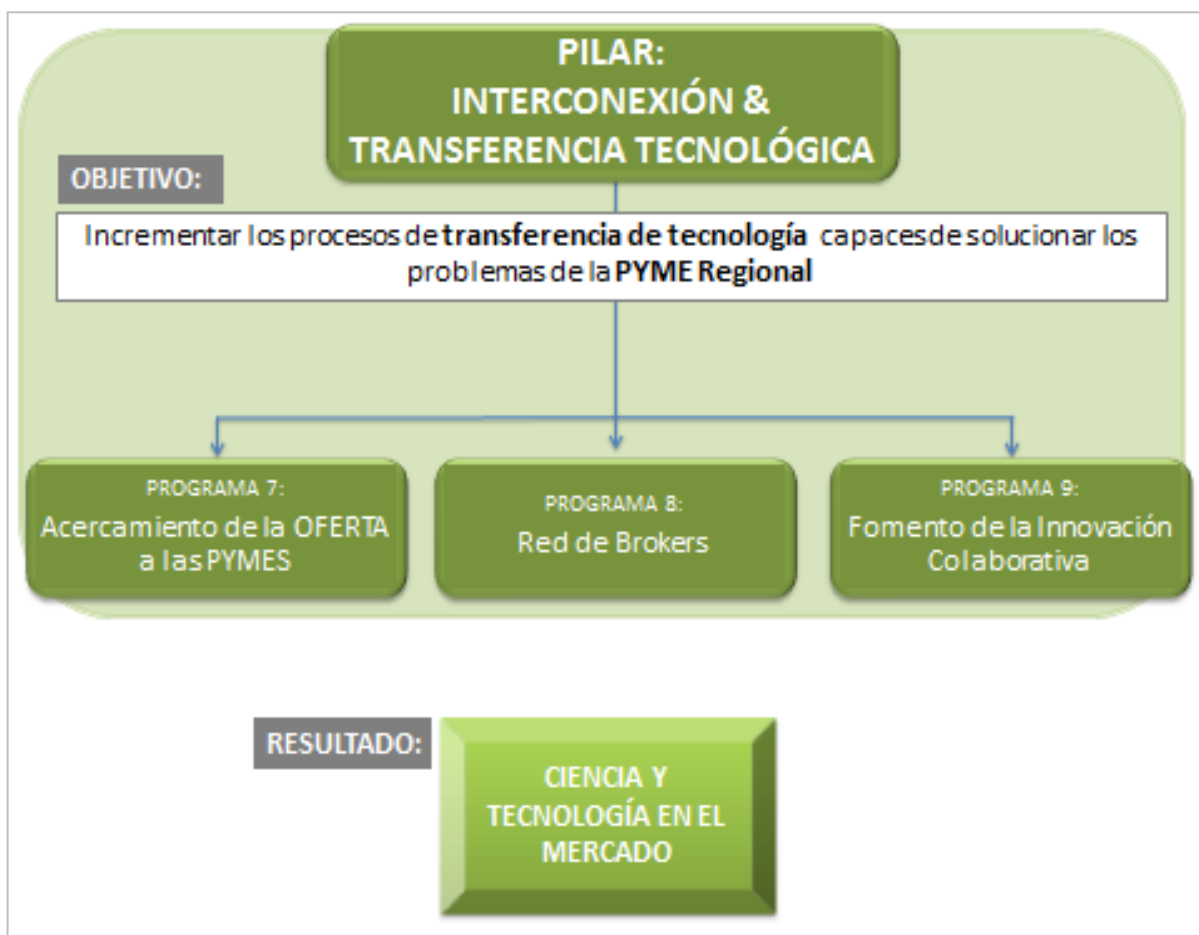 PILAR:
INTERCONEXIÓN &
TRANSFERENCIA TECNOLÓGICA
OBJETIVO:
Incrementar los procesos de transferencia de tecnología capaces de solucionar los
problemas de la PYME Regional
PROGRAMA 7:
Acercamiento de la OFERTA
a las PYMES
PROGRAMA 8:
Red de Brokers
PROGRAMA 9:
Fomento de la Innovación
Colaborativa
RESULTADO:
CIENCIA Y
TECNOLOGÍA EN EL
MERCADO